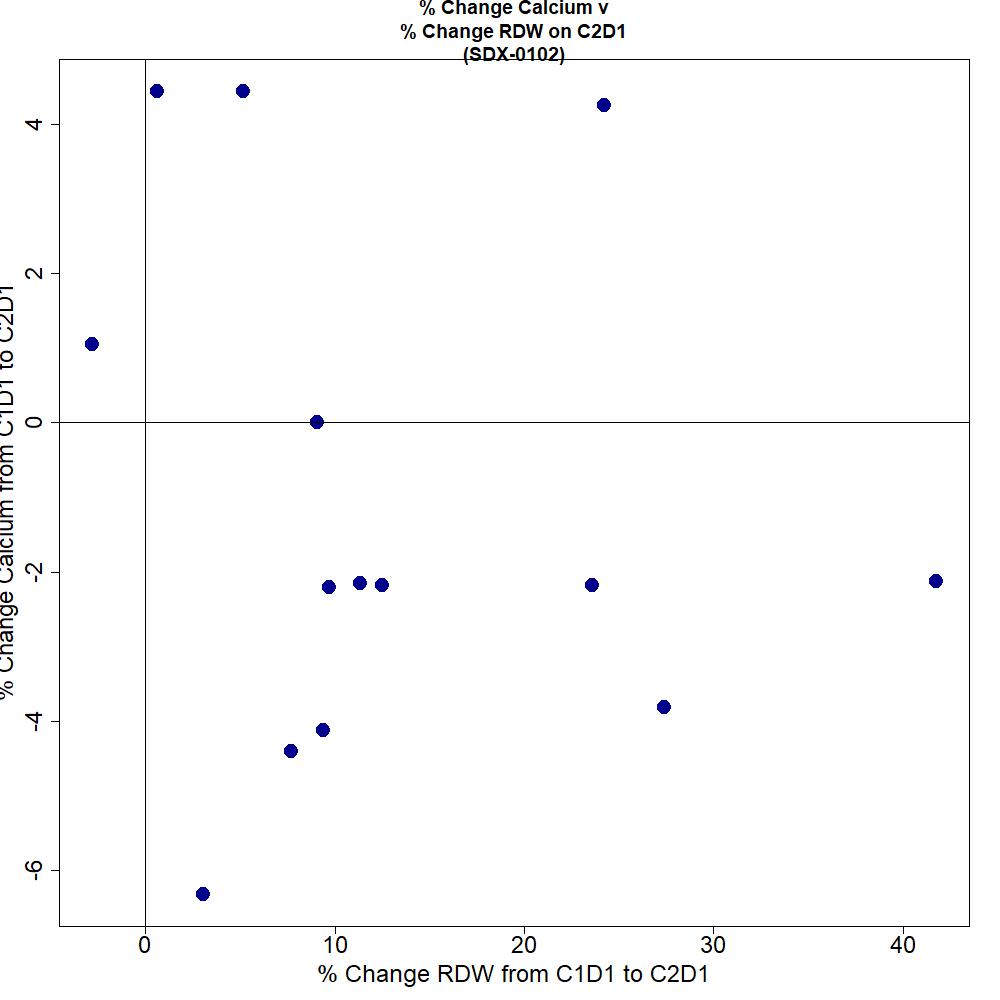 % Change Calcium v
% Change RDW on C2D1
(SDX-0102)
% Change Calcium from C1D1 to C2D1
4
2
0
-2
-4
-6
0 10 20 30 40
% Change RDW from C1D1 to C2D1